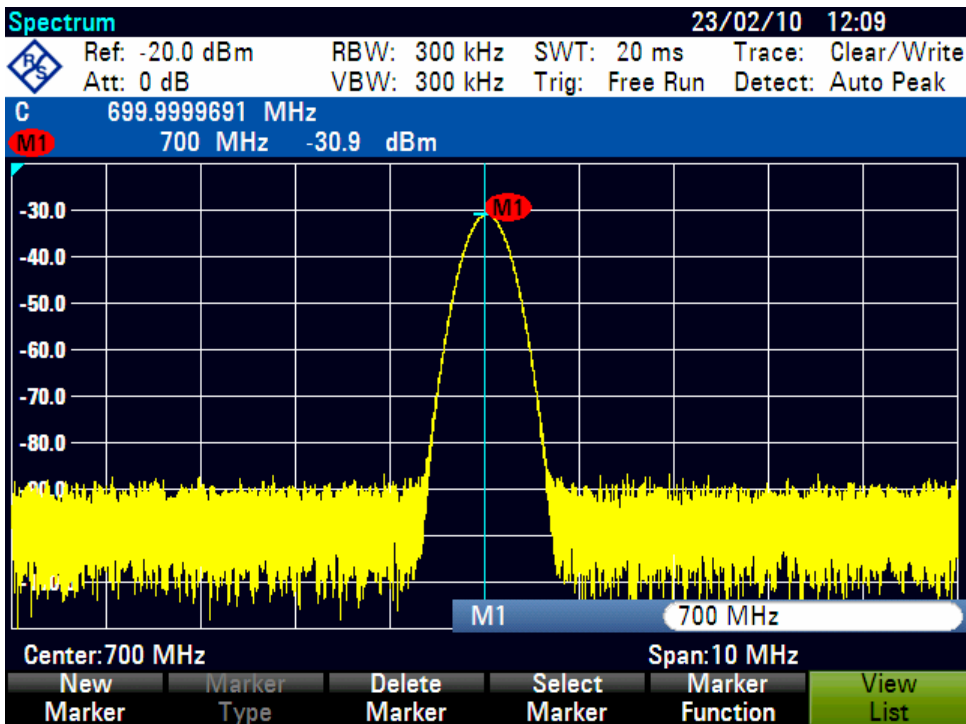 Spectrum 23/02/10 12:09
R&S Ref: -20.0 dBm RBW: 300 kHz SWT: 20 ms Trace: Clear/Write
Att: 0 dB VBW: 300 kHz Trig: Free Run Detect: Auto Peak
C 699.9999691 MHz
M1 700 MHz -30.9 dBm
M1
-30.0
-40.0
-50.0
-60.0
-70.0
-80.0
M1 700 MHz
Center:700 MHz Span:10 MHz
New Marker
Marker Type
Delete Marker
Select Marker
Marker Function
View List